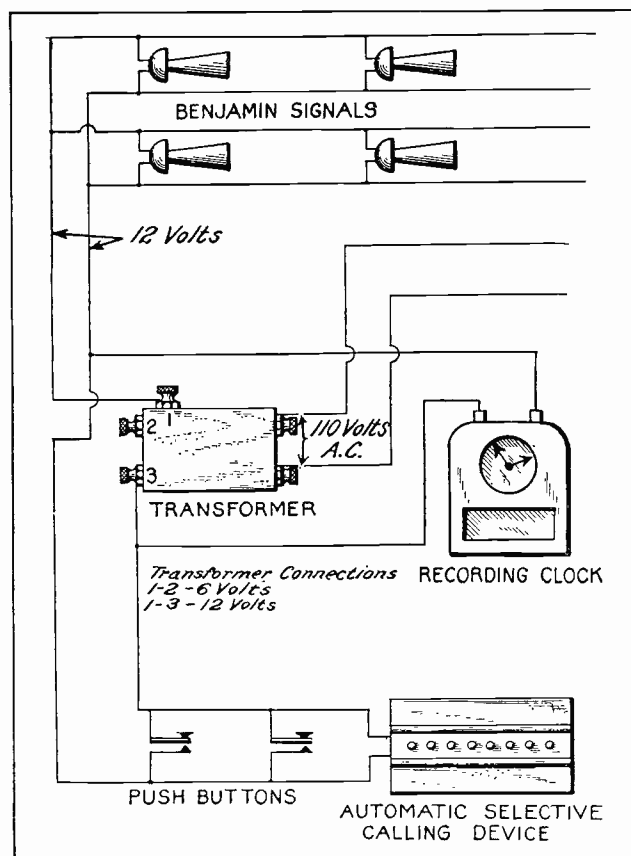 BENJAMIN SIGNALS
12 Volts
1
2
3
110 Volts
A.C.
TRANSFORMER
Transformer Connections
1-2-6 Volts
1-3-12 Volts
RECORDING CLOCK
PUSH BUTTONS
AUTOMATIC SELECTIVE
CALLING DEVICE